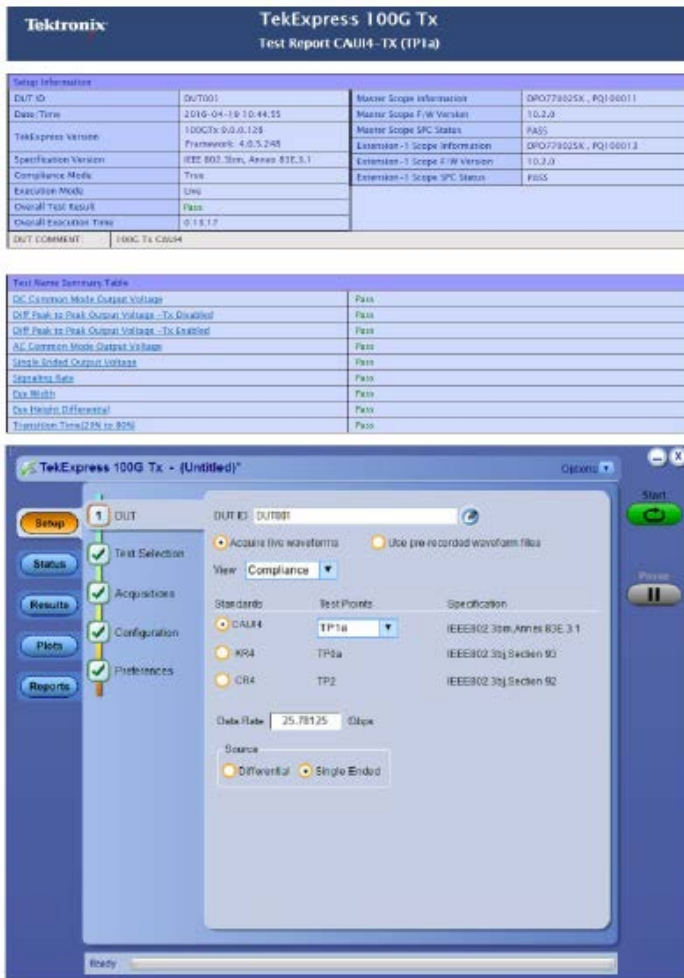 Tektronix
TekExpress 100G Tx
Test Report CAUI4-TX (TP1a)
Setup Information
DUT ID DUT001 Master Scope Information
Date/Time 2016-04-19 10:44:55 Master Scope F/W Version 10.2.0
TekExpress Version 100GTx 9.0.0.128 Framework: 4.0.5.248 Master Scope SPC Status PASS
Extension-1 Scope Information
Specification Version IEEE 802.3bm, Annex 83E.3.1 Extension-1 Scope F/W Version 10.2.0
Compliance Mode True Extension-1 Scope SPC Status PASS
Execution Mode Live
Overall Test Result Pass
Overall Execution Time 0:13:17
DUT COMMENT: 100G Tx CAUI4
Test Name Summary Table
DC Common Mode Output Voltage Pass
Diff Peak to Peak Output Voltage -Tx Disabled Pass
Diff Peak to Peak Output Voltage -Tx Enabled Pass
AC Common Mode Output Voltage Pass
Single Ended Output Voltage Pass
Signaling Rate Pass
Eye Width Pass
Eye Height Differential Pass
Transition Time(20% to 80%) Pass
TekExpress 100G Tx - (Untitled)*
Options
Start
Setup
1 DUT
DUT ID DUT001
Status
Test Selection
Acquire live waveforms
Use pre-recorded waveform files
View Compliance
Pause
Results
Acquisitions
Standards Test Points Specification
Plots
Configuration
CAUI4 TP1a IEEE802.3bm,Annex 83E.3.1
Reports
Preferences
KR4 TP0a IEEE802.3bj,Section 93
CR4 TP2 IEEE802.3bj,Section 92
Data Rate 25.78125 Gbps
Source
Differential Single Ended
Ready